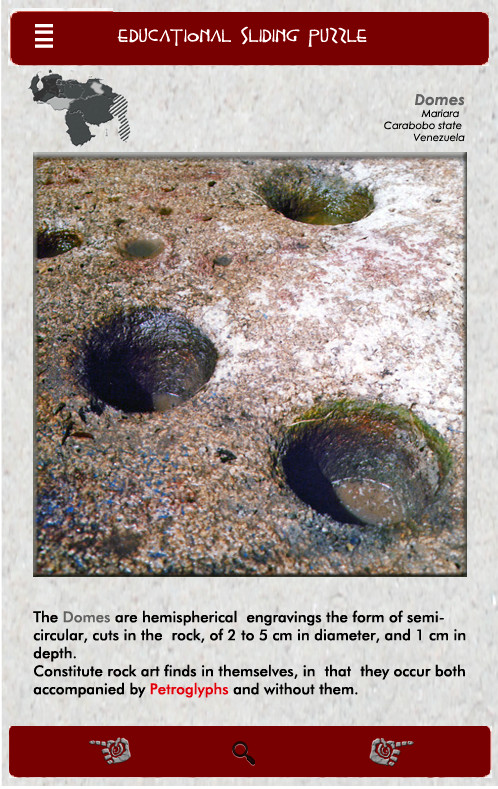 EDUCATIONAL SLIDING PUZZLE
Domes
Mariara
Carabobo state
Venezuela
The Domes are hemispherical engravings the form of semi-
circular, cuts in the rock, of 2 to 5 cm in diameter, and 1 cm in
depth.
Constitute rock art finds in themselves, in that they occur both
accompanied by Petroglyphs and without them.